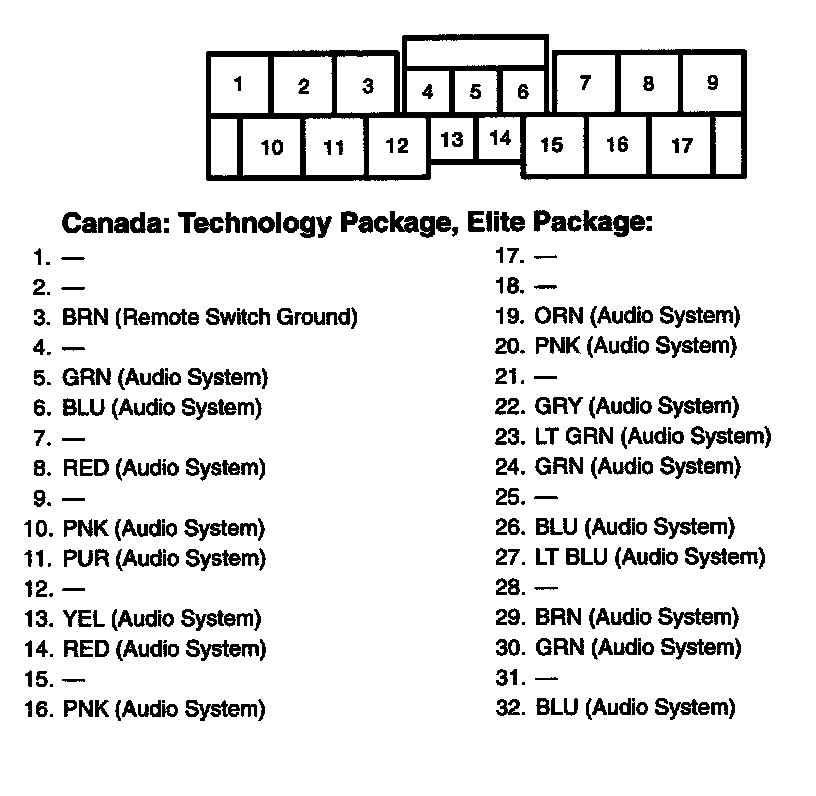 1 2 3 4 5 6 7 8 9
10 11 12 13 14 15 16 17
Canada: Technology Package, Elite Package:
1. —
2. —
3. BRN (Remote Switch Ground)
4. —
5. GRN (Audio System)
6. BLU (Audio System)
7. —
8. RED (Audio System)
9. —
10. PNK (Audio System)
11. PUR (Audio System)
12. —
13. YEL (Audio System)
14. RED (Audio System)
15. —
16. PNK (Audio System)
17. —
18. —
19. ORN (Audio System)
20. PNK (Audio System)
21. —
22. GRY (Audio System)
23. LT GRN (Audio System)
24. GRN (Audio System)
25. —
26. BLU (Audio System)
27. LT BLU (Audio System)
28. —
29. BRN (Audio System)
30. GRN (Audio System)
31. —
32. BLU (Audio System)